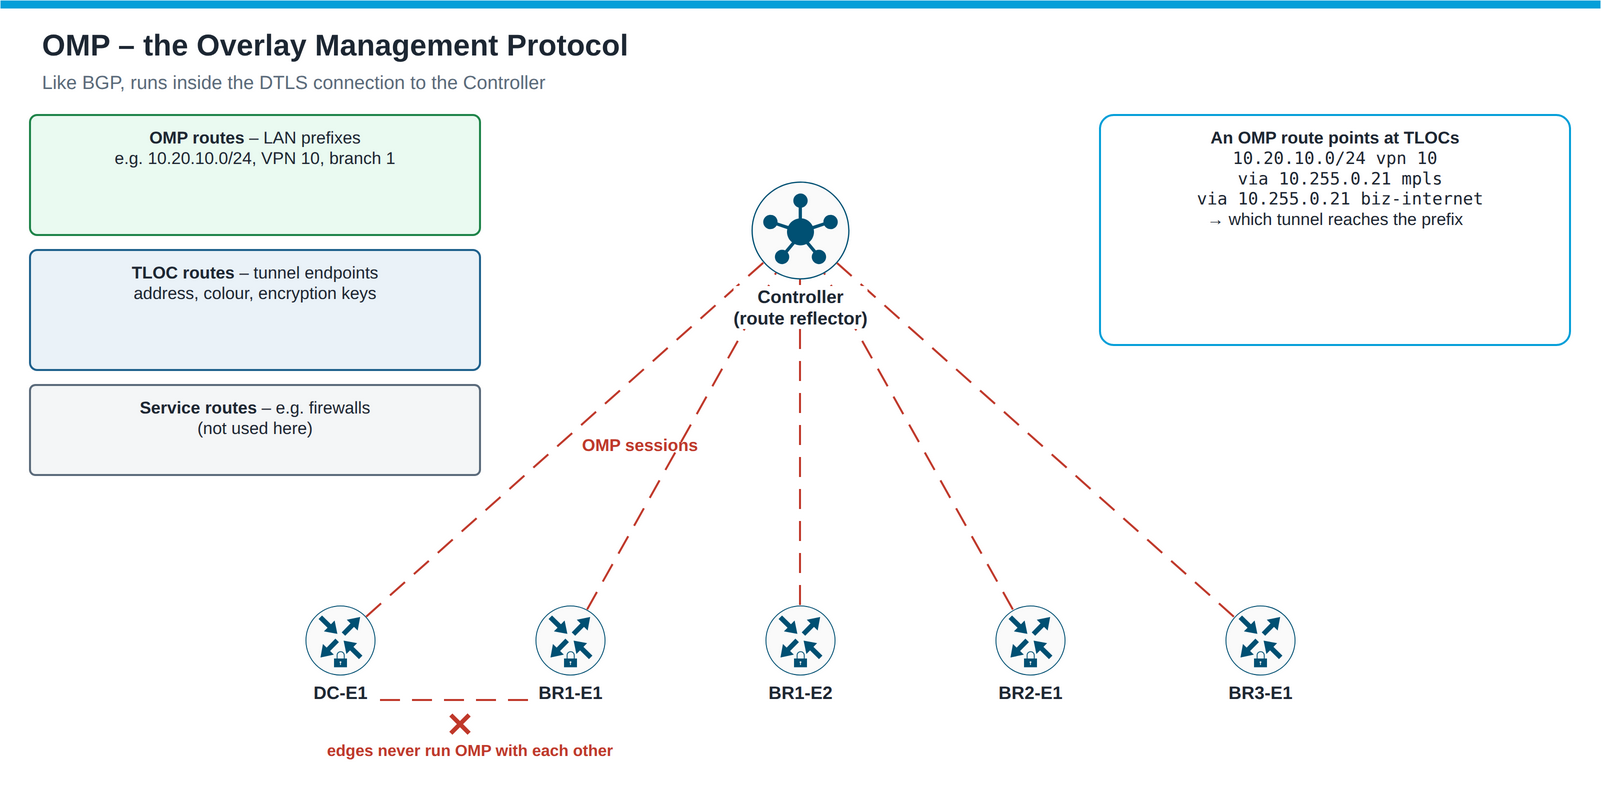 OMP – the Overlay Management Protocol
Like BGP, runs inside the DTLS connection to the Controller
OMP routes – LAN prefixes
e.g. 10.20.10.0/24, VPN 10, branch 1
TLOC routes – tunnel endpoints
address, colour, encryption keys
Service routes – e.g. firewalls
(not used here)
An OMP route points at TLOCs
10.20.10.0/24 vpn 10
via 10.255.0.21 mpls
via 10.255.0.21 biz-internet
→ which tunnel reaches the prefix
Controller
(route reflector)
OMP sessions
DC-E1
BR1-E1
BR1-E2
BR2-E1
BR3-E1
edges never run OMP with each other